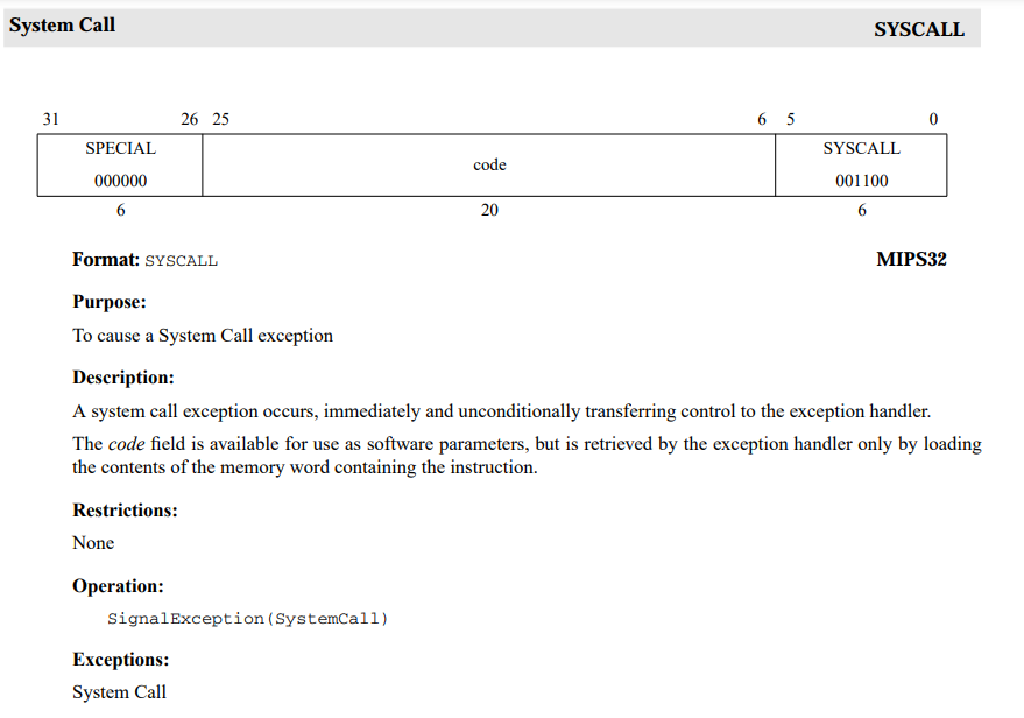 System Call SYSCALL
31 26 25 6 5 0
SPECIAL
000000
code
SYSCALL
001100
6 20 6
Format: SYSCALL MIPS32
Purpose:
To cause a System Call exception
Description:
A system call exception occurs, immediately and unconditionally transferring control to the exception handler.
The code field is available for use as software parameters, but is retrieved by the exception handler only by loading
the contents of the memory word containing the instruction.
Restrictions:
None
Operation:
SignalException(SystemCall)
Exceptions:
System Call